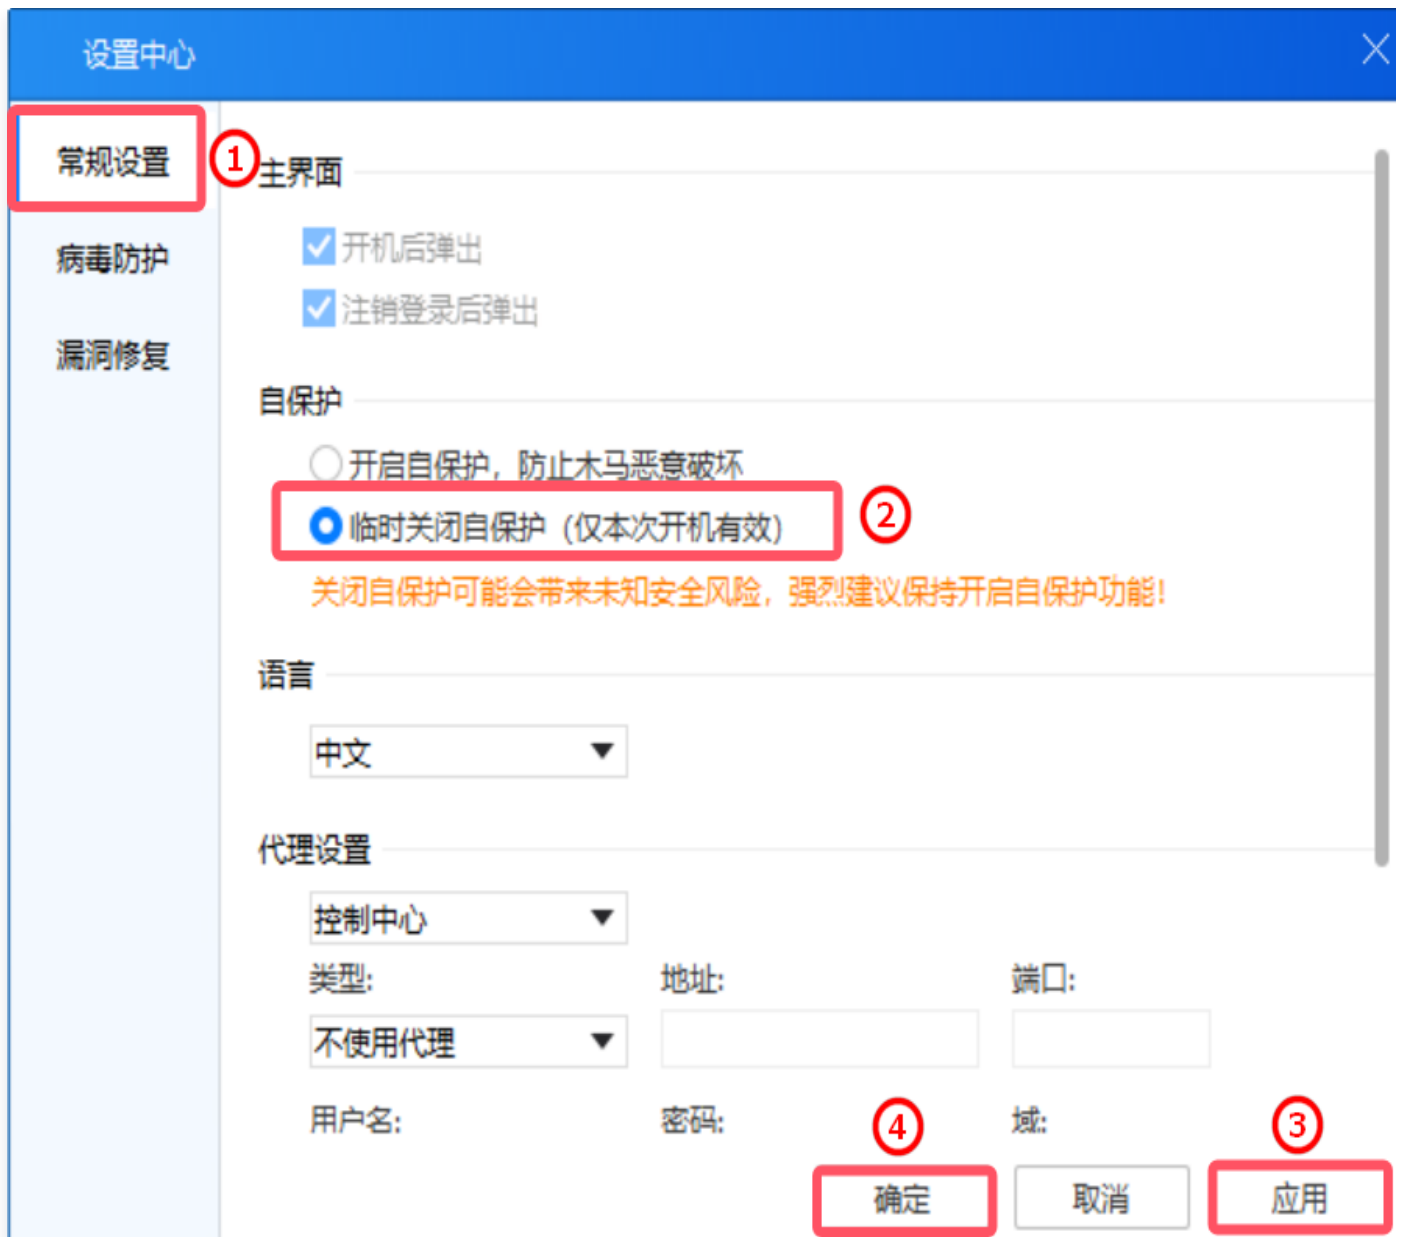 设置中心
常规设置
①
病毒防护
漏洞修复
主界面
开机后弹出
注销登录后弹出
自保护
开启自保护，防止木马恶意破坏
临时关闭自保护（仅本次开机有效）
②
关闭自保护可能会带来未知安全风险，强烈建议保持开启自保护功能！
语言
中文
代理设置
控制中心
类型: 地址: 端口:
不使用代理
用户名: 密码: 域:
④ ③
确定 取消 应用